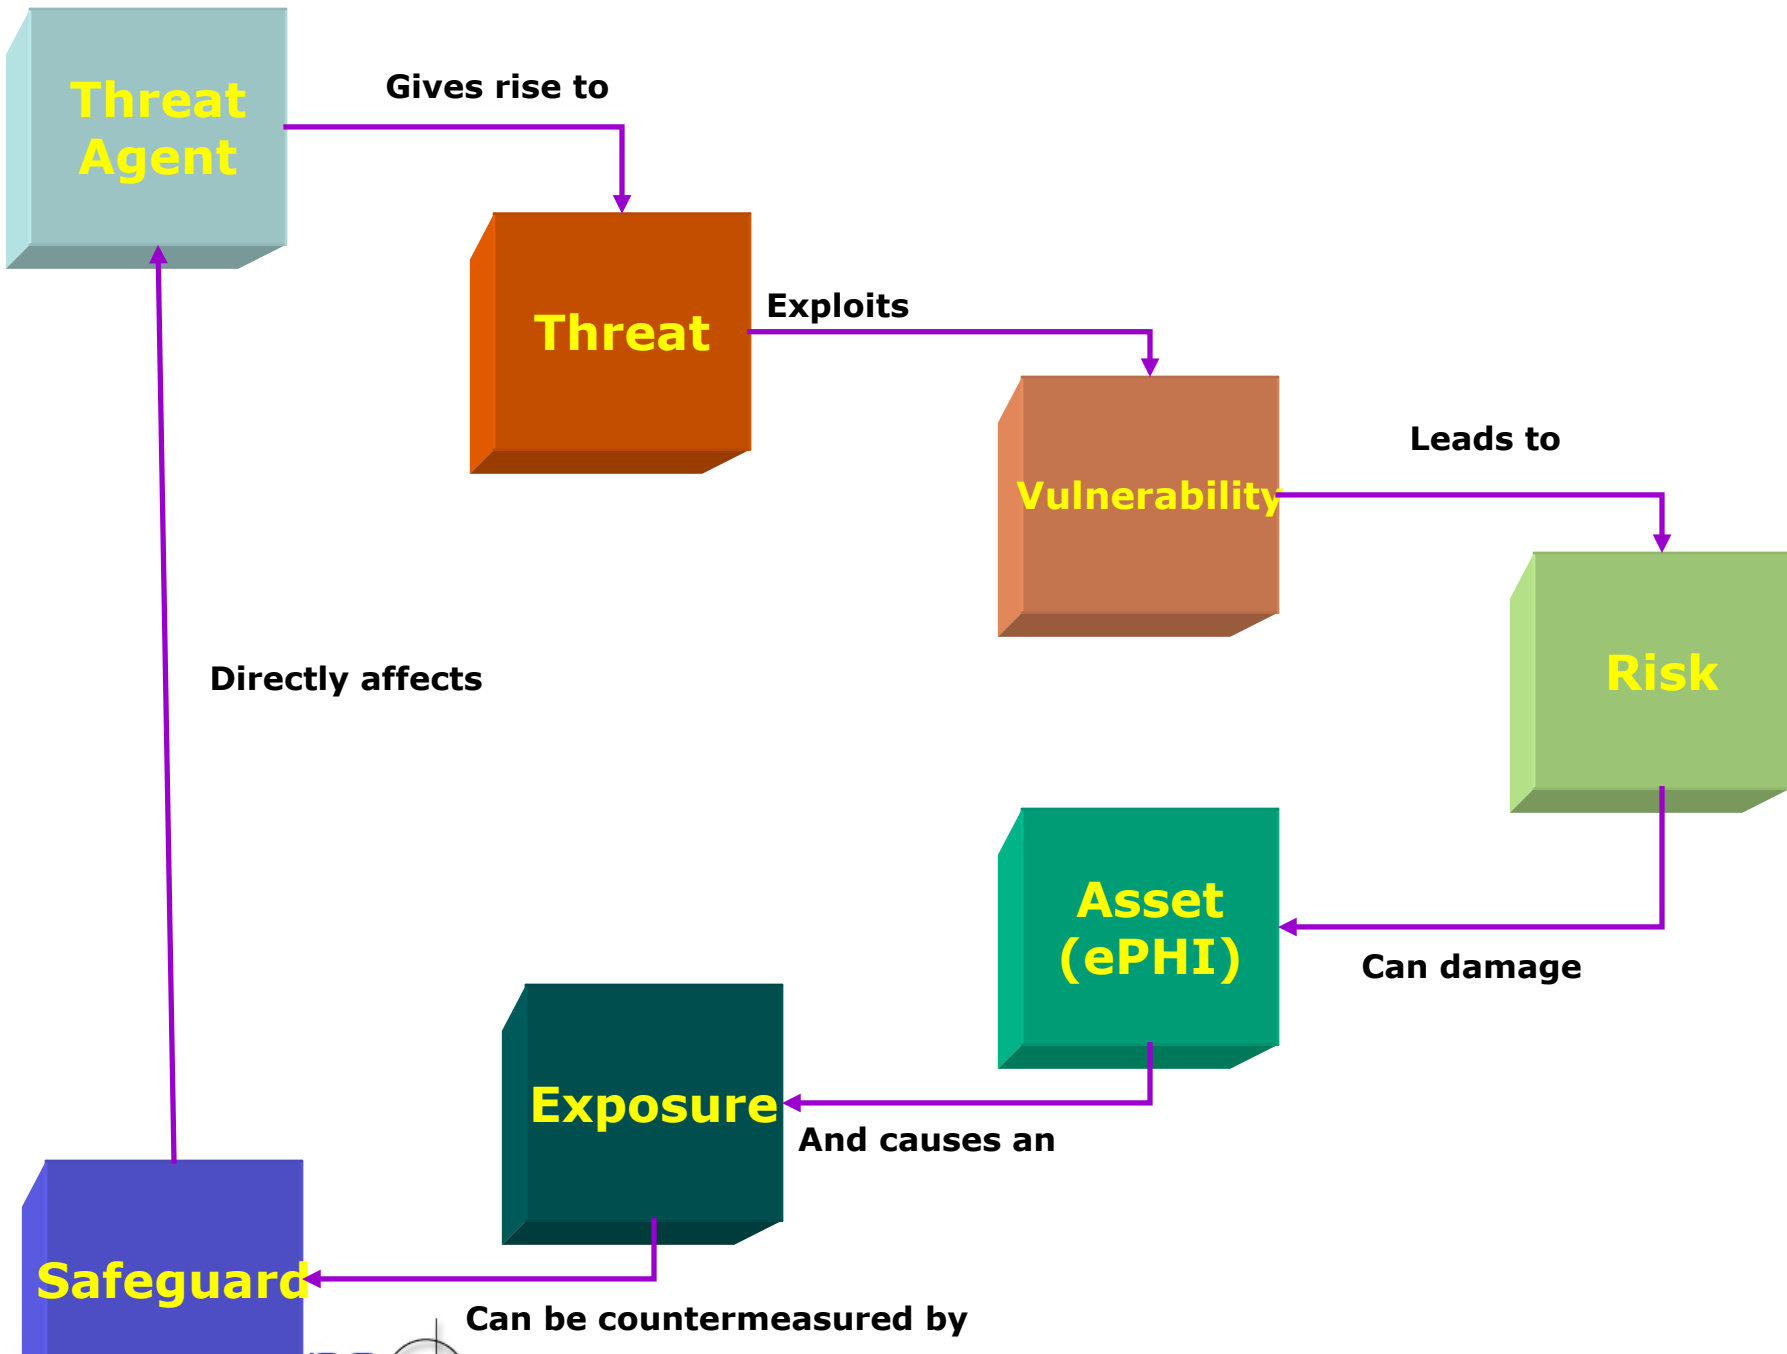 Threat
Agent
Gives rise to
Threat
Exploits
Vulnerability
Leads to
Risk
Directly affects
Asset
(ePHI)
Can damage
Exposure
And causes an
Safeguard
Can be countermeasured by